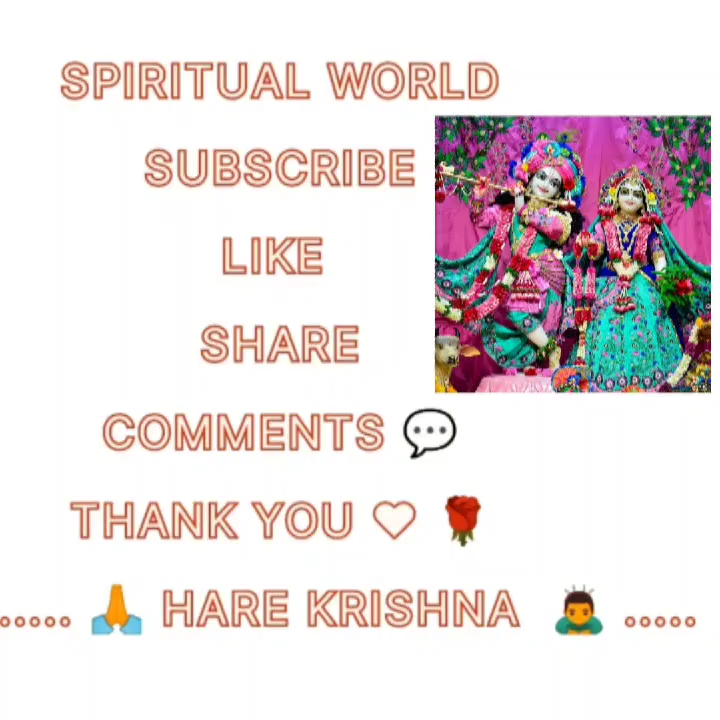 SPIRITUAL WORLD
SUBSCRIBE
LIKE
SHARE
COMMENTS 💬
THANK YOU ♡ 🌹
..... 🙏 HARE KRISHNA 🙇 .....